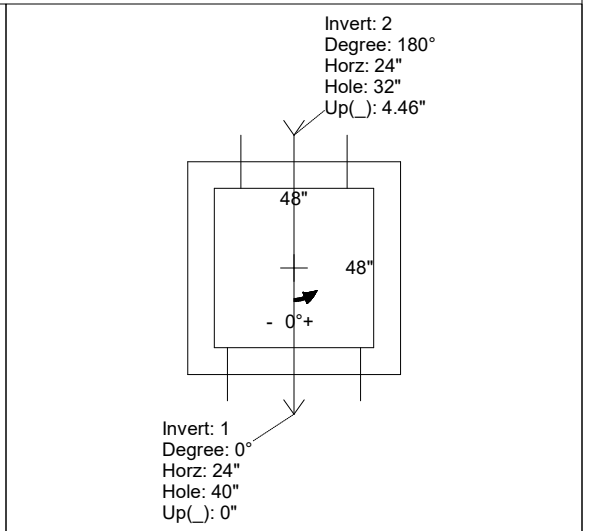 Invert: 2
Degree: 180°
Horz: 24"
Hole: 32"
Up(_): 4.46"
48"
48"
- 0°+
Invert: 1
Degree: 0°
Horz: 24"
Hole: 40"
Up(_): 0"